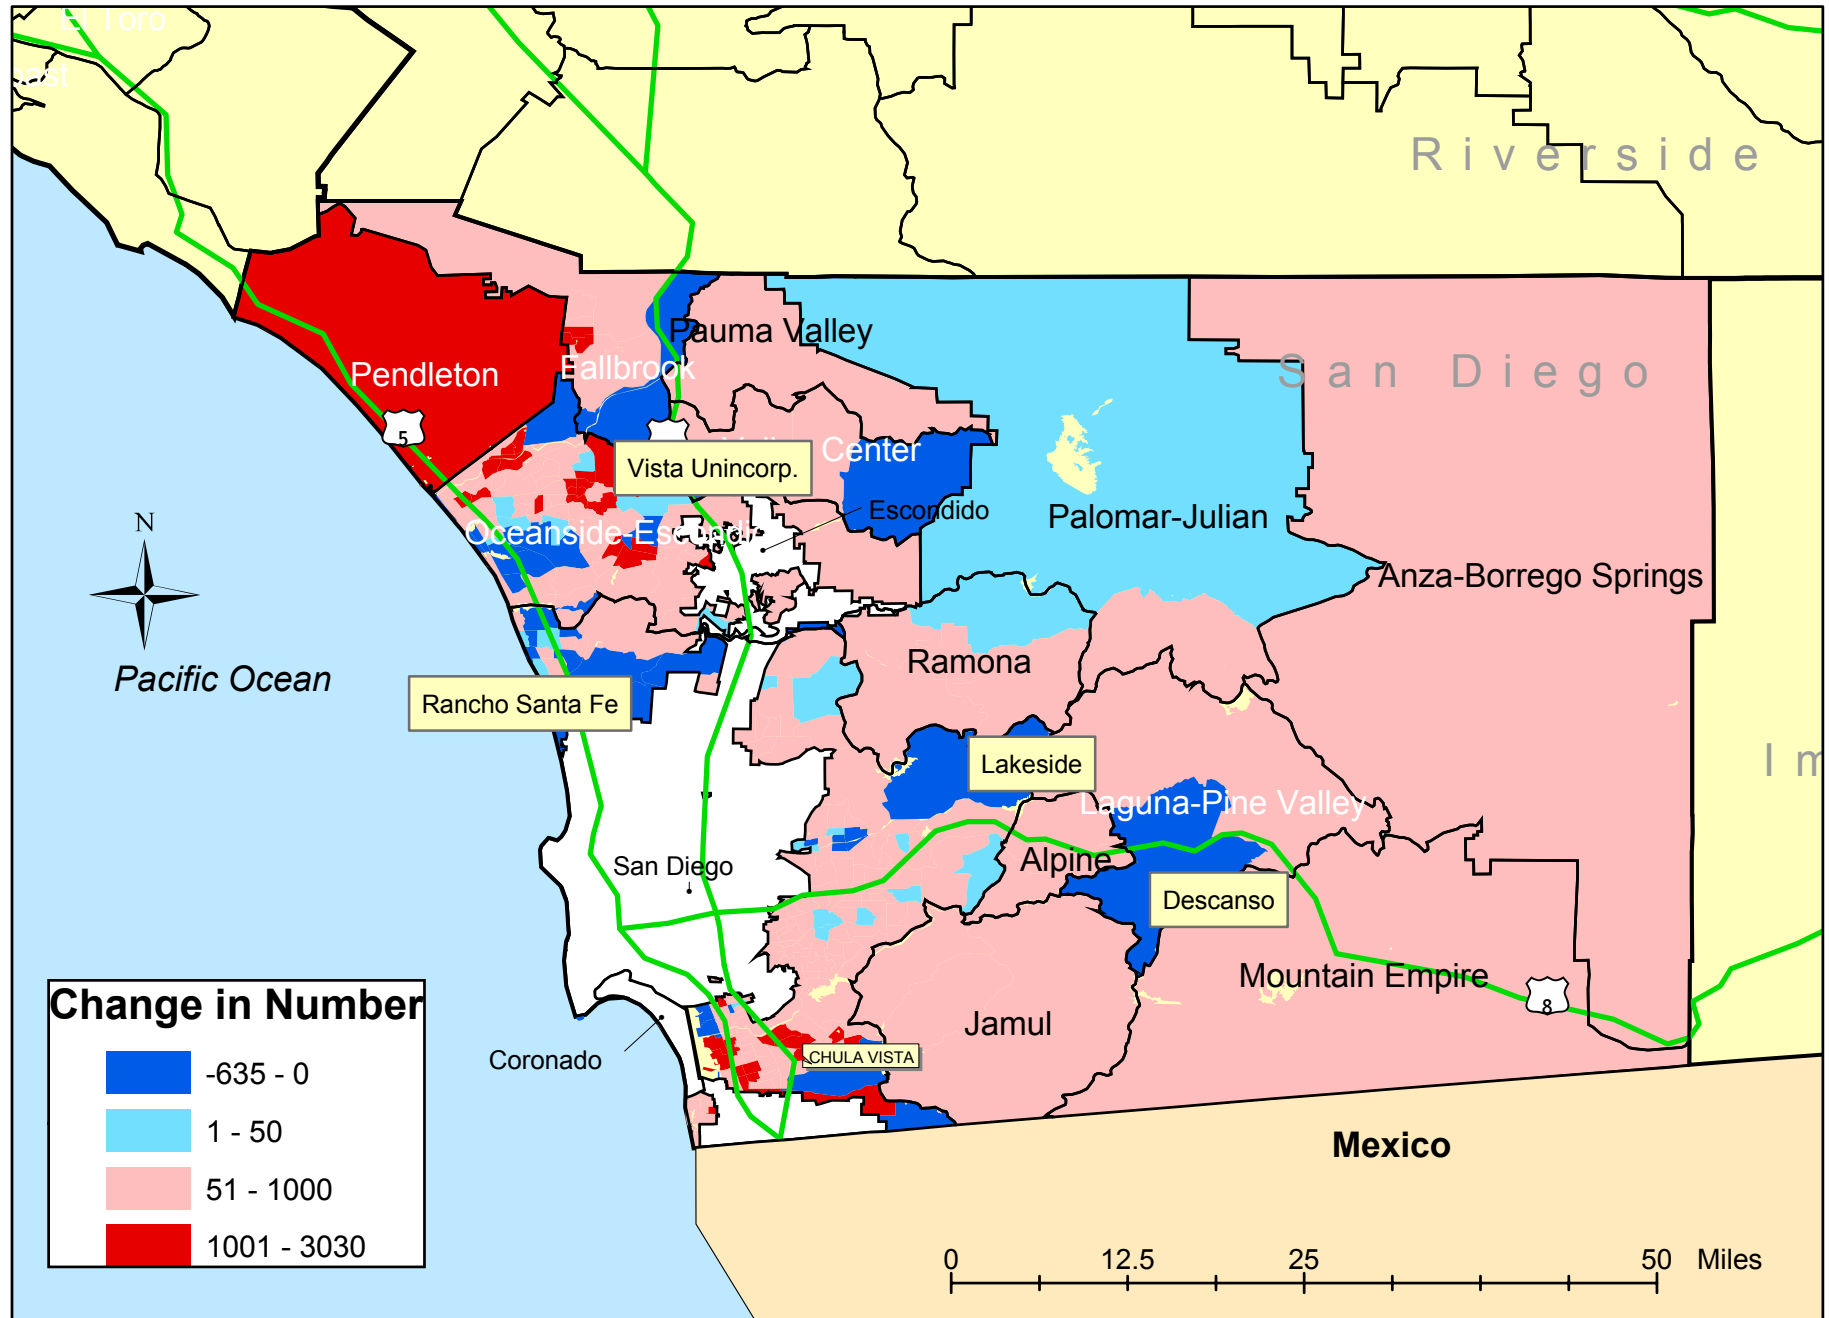 El Toro
oast
Riverside
San Diego
Pauma Valley
Fallbrook
Pendleton
5
Valley Center
Vista Unincorp.
Escondido
Palomar-Julian
Oceanside-Escondi
N
Anza-Borrego Springs
Pacific Ocean
Ramona
Rancho Santa Fe
Lakeside
Im
Laguna-Pine Valley
San Diego
Alpine
Descanso
Mountain Empire
8
Jamul
Coronado
CHULA VISTA
Change in Number
-635 - 0
1 - 50
51 - 1000
1001 - 3030
Mexico
0 12.5 25 50 Miles